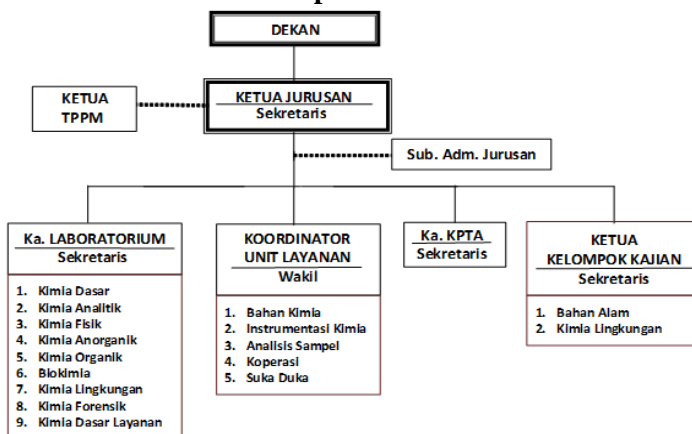 DEKAN
KETUA
TPPM
KETUA JURUSAN
Sekretaris
Sub. Adm. Jurusan
Ka. LABORATORIUM
Sekretaris
1. Kimia Dasar
2. Kimia Analitik
3. Kimia Fisik
4. Kimia Anorganik
5. Kimia Organik
6. Biokimia
7. Kimia Lingkungan
8. Kimia Forensik
9. Kimia Dasar Layanan
KOORDINATOR
UNIT LAYANAN
Wakil
1. Bahan Kimia
2. Instrumentasi Kimia
3. Analisis Sampel
4. Koperasi
5. Suka Duka
Ka. KPTA
Sekretaris
KETUA
KELOMPOK KAJIAN
Sekretaris
1. Bahan Alam
2. Kimia Lingkungan